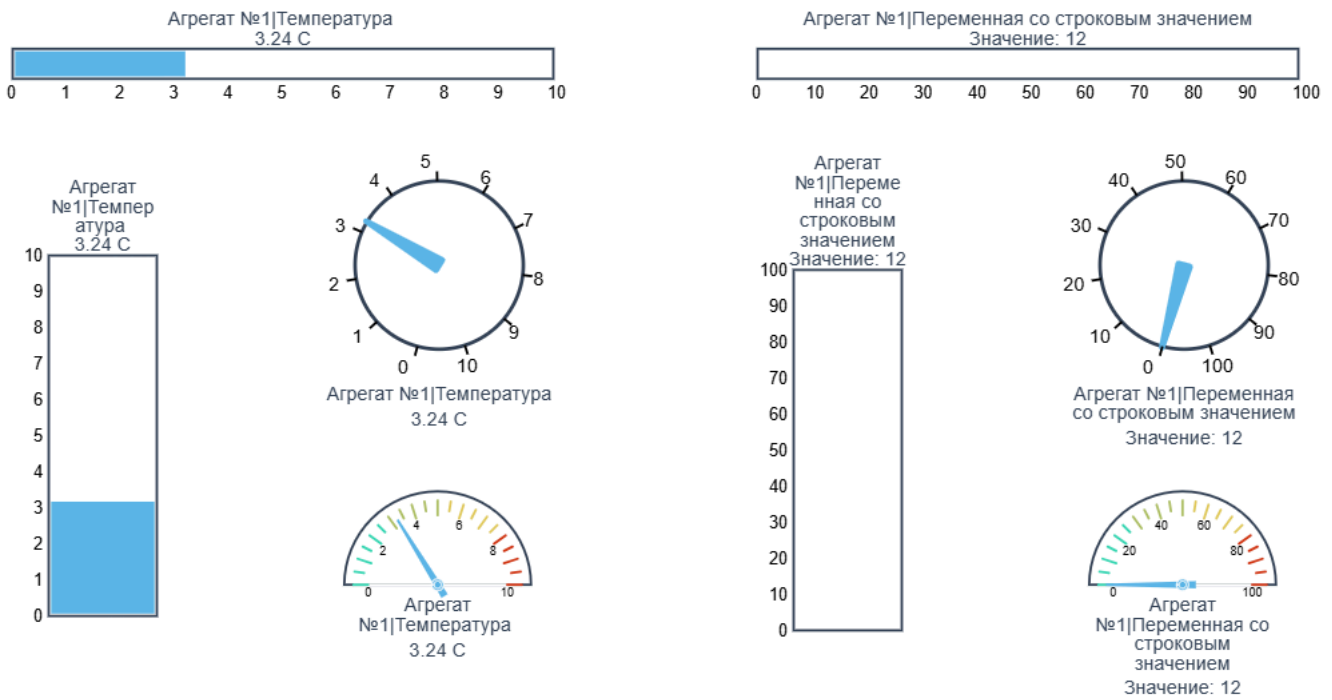 Агрегат №1|Температура
3.24 C
0 1 2 3 4 5 6 7 8 9 10
Агрегат №1|Переменная со строковым значением
Значение: 12
0 10 20 30 40 50 60 70 80 90 100
Агрегат
№1|Темпер
атура
3.24 C
10
9
8
7
6
5
4
3
2
1
0
0 1 2 3 4 5 6 7 8 9 10
Агрегат №1|Температура
3.24 C
0 2 4 6 8 10
Агрегат
№1|Температура
3.24 C
Агрегат
№1|Переме
нная со
строковым
значением
Значение: 12
100
90
80
70
60
50
40
30
20
10
0
0 10 20 30 40 50 60 70 80 90 100
Агрегат №1|Переменная
со строковым значением
Значение: 12
0 20 40 60 80 100
Агрегат
№1|Переменная со
строковым
значением
Значение: 12